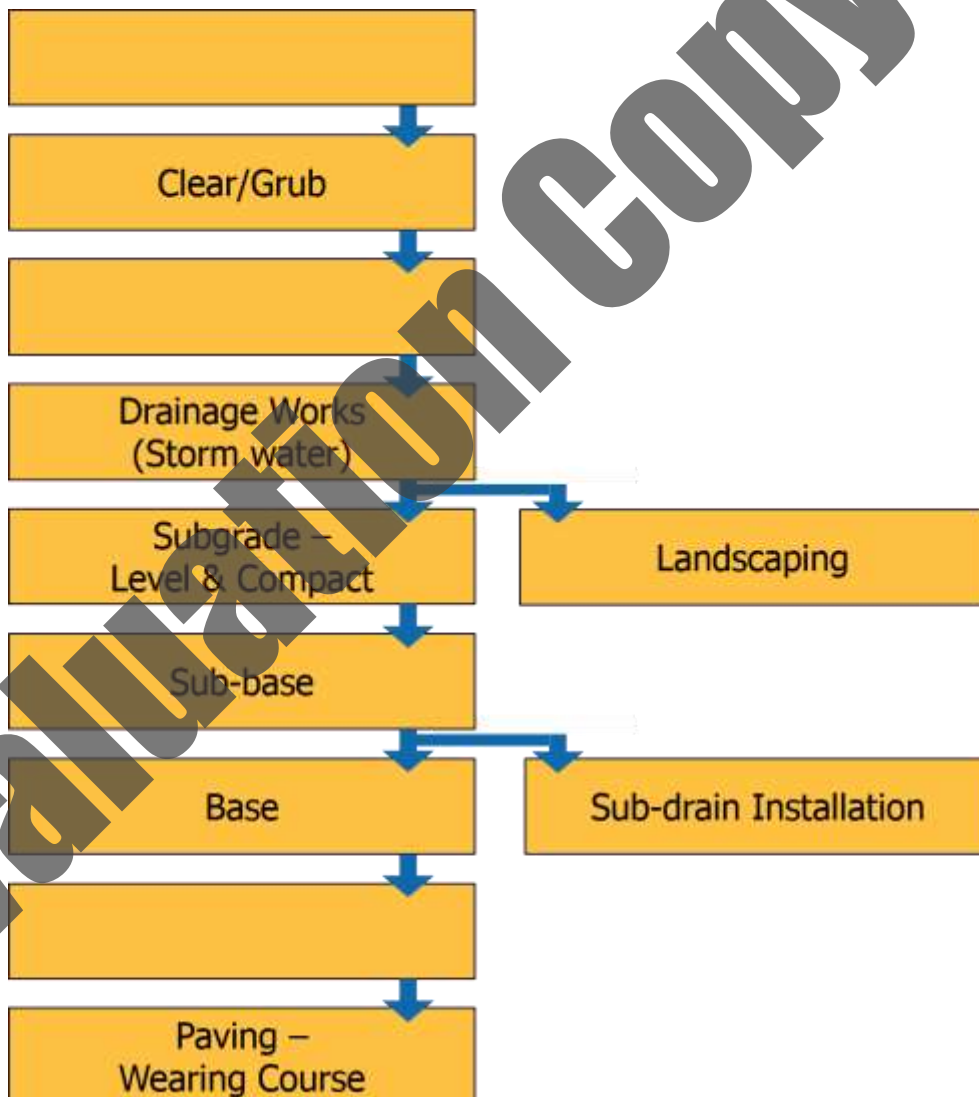 Clear/Grub
Drainage Works
(Storm water)
Subgrade –
Level & Compact
Landscaping
Sub-base
Base
Sub-drain Installation
Paving –
Wearing Course
Evaluation Copy